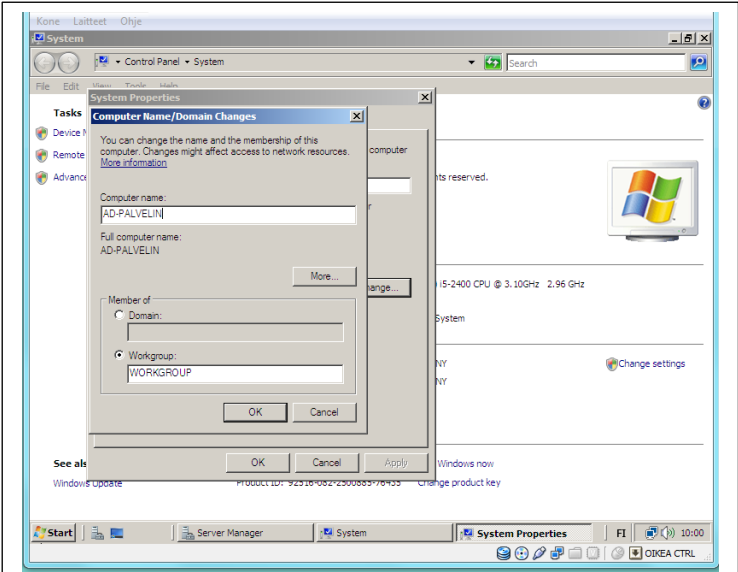 Kone Laitteet Ohje
System
Control Panel System
Search
File Edit View Tools Help
System Properties
Tasks
Computer Name/Domain Changes
Device
Remote
Advance
You can change the name and the membership of this
computer. Changes might affect access to network resources.
More information
computer
hts reserved.
Computer name:
AD-PALVELIN
Full computer name:
AD-PALVELIN
More...
hange...
i5-2400 CPU @ 3.10GHz 2.96 GHz
Member of
Domain:
System
Workgroup:
WORKGROUP
NY
Change settings
NY
OK Cancel
See als
OK Cancel Apply
Windows now
Windows Update
Change product key
Start
Server Manager
System
System Properties
FI
10:00
OIKEA CTRL